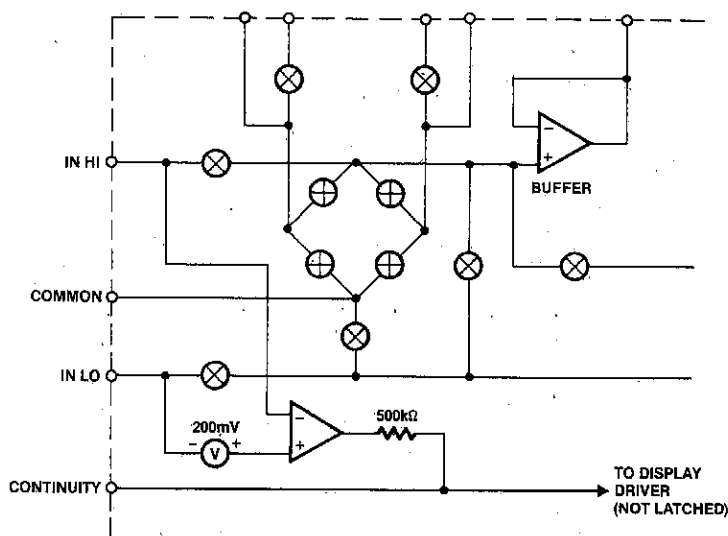 IN HI
BUFFER
COMMON
IN LO
200mV
500kΩ
- +
V
-
+
-
+
CONTINUITY
TO DISPLAY
DRIVER
(NOT LATCHED)